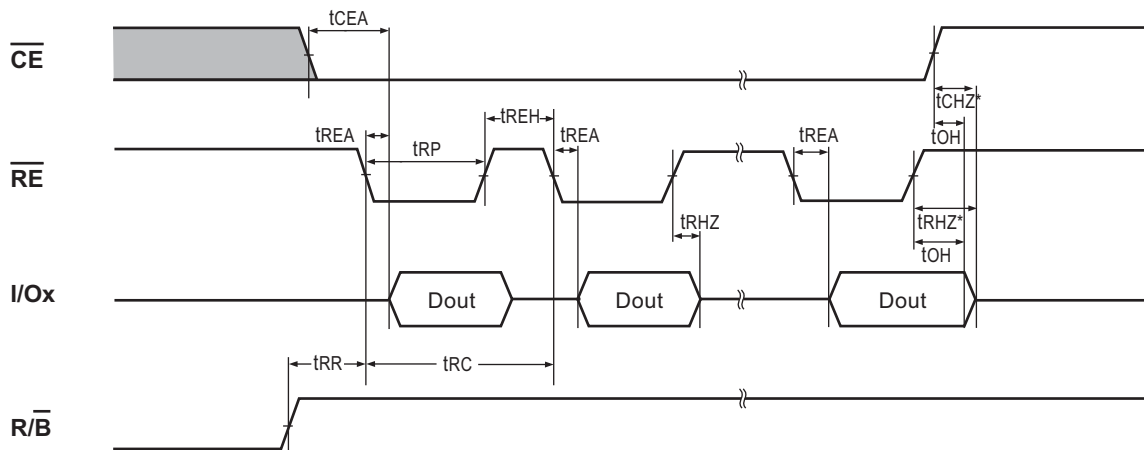 tCEA
CE
tCHZ*
tREH
tOH
tREA
tRP
tREA
tREA
RE
tRHZ
tRHZ*
tOH
I/Ox
Dout
Dout
Dout
tRR
tRC
R/B